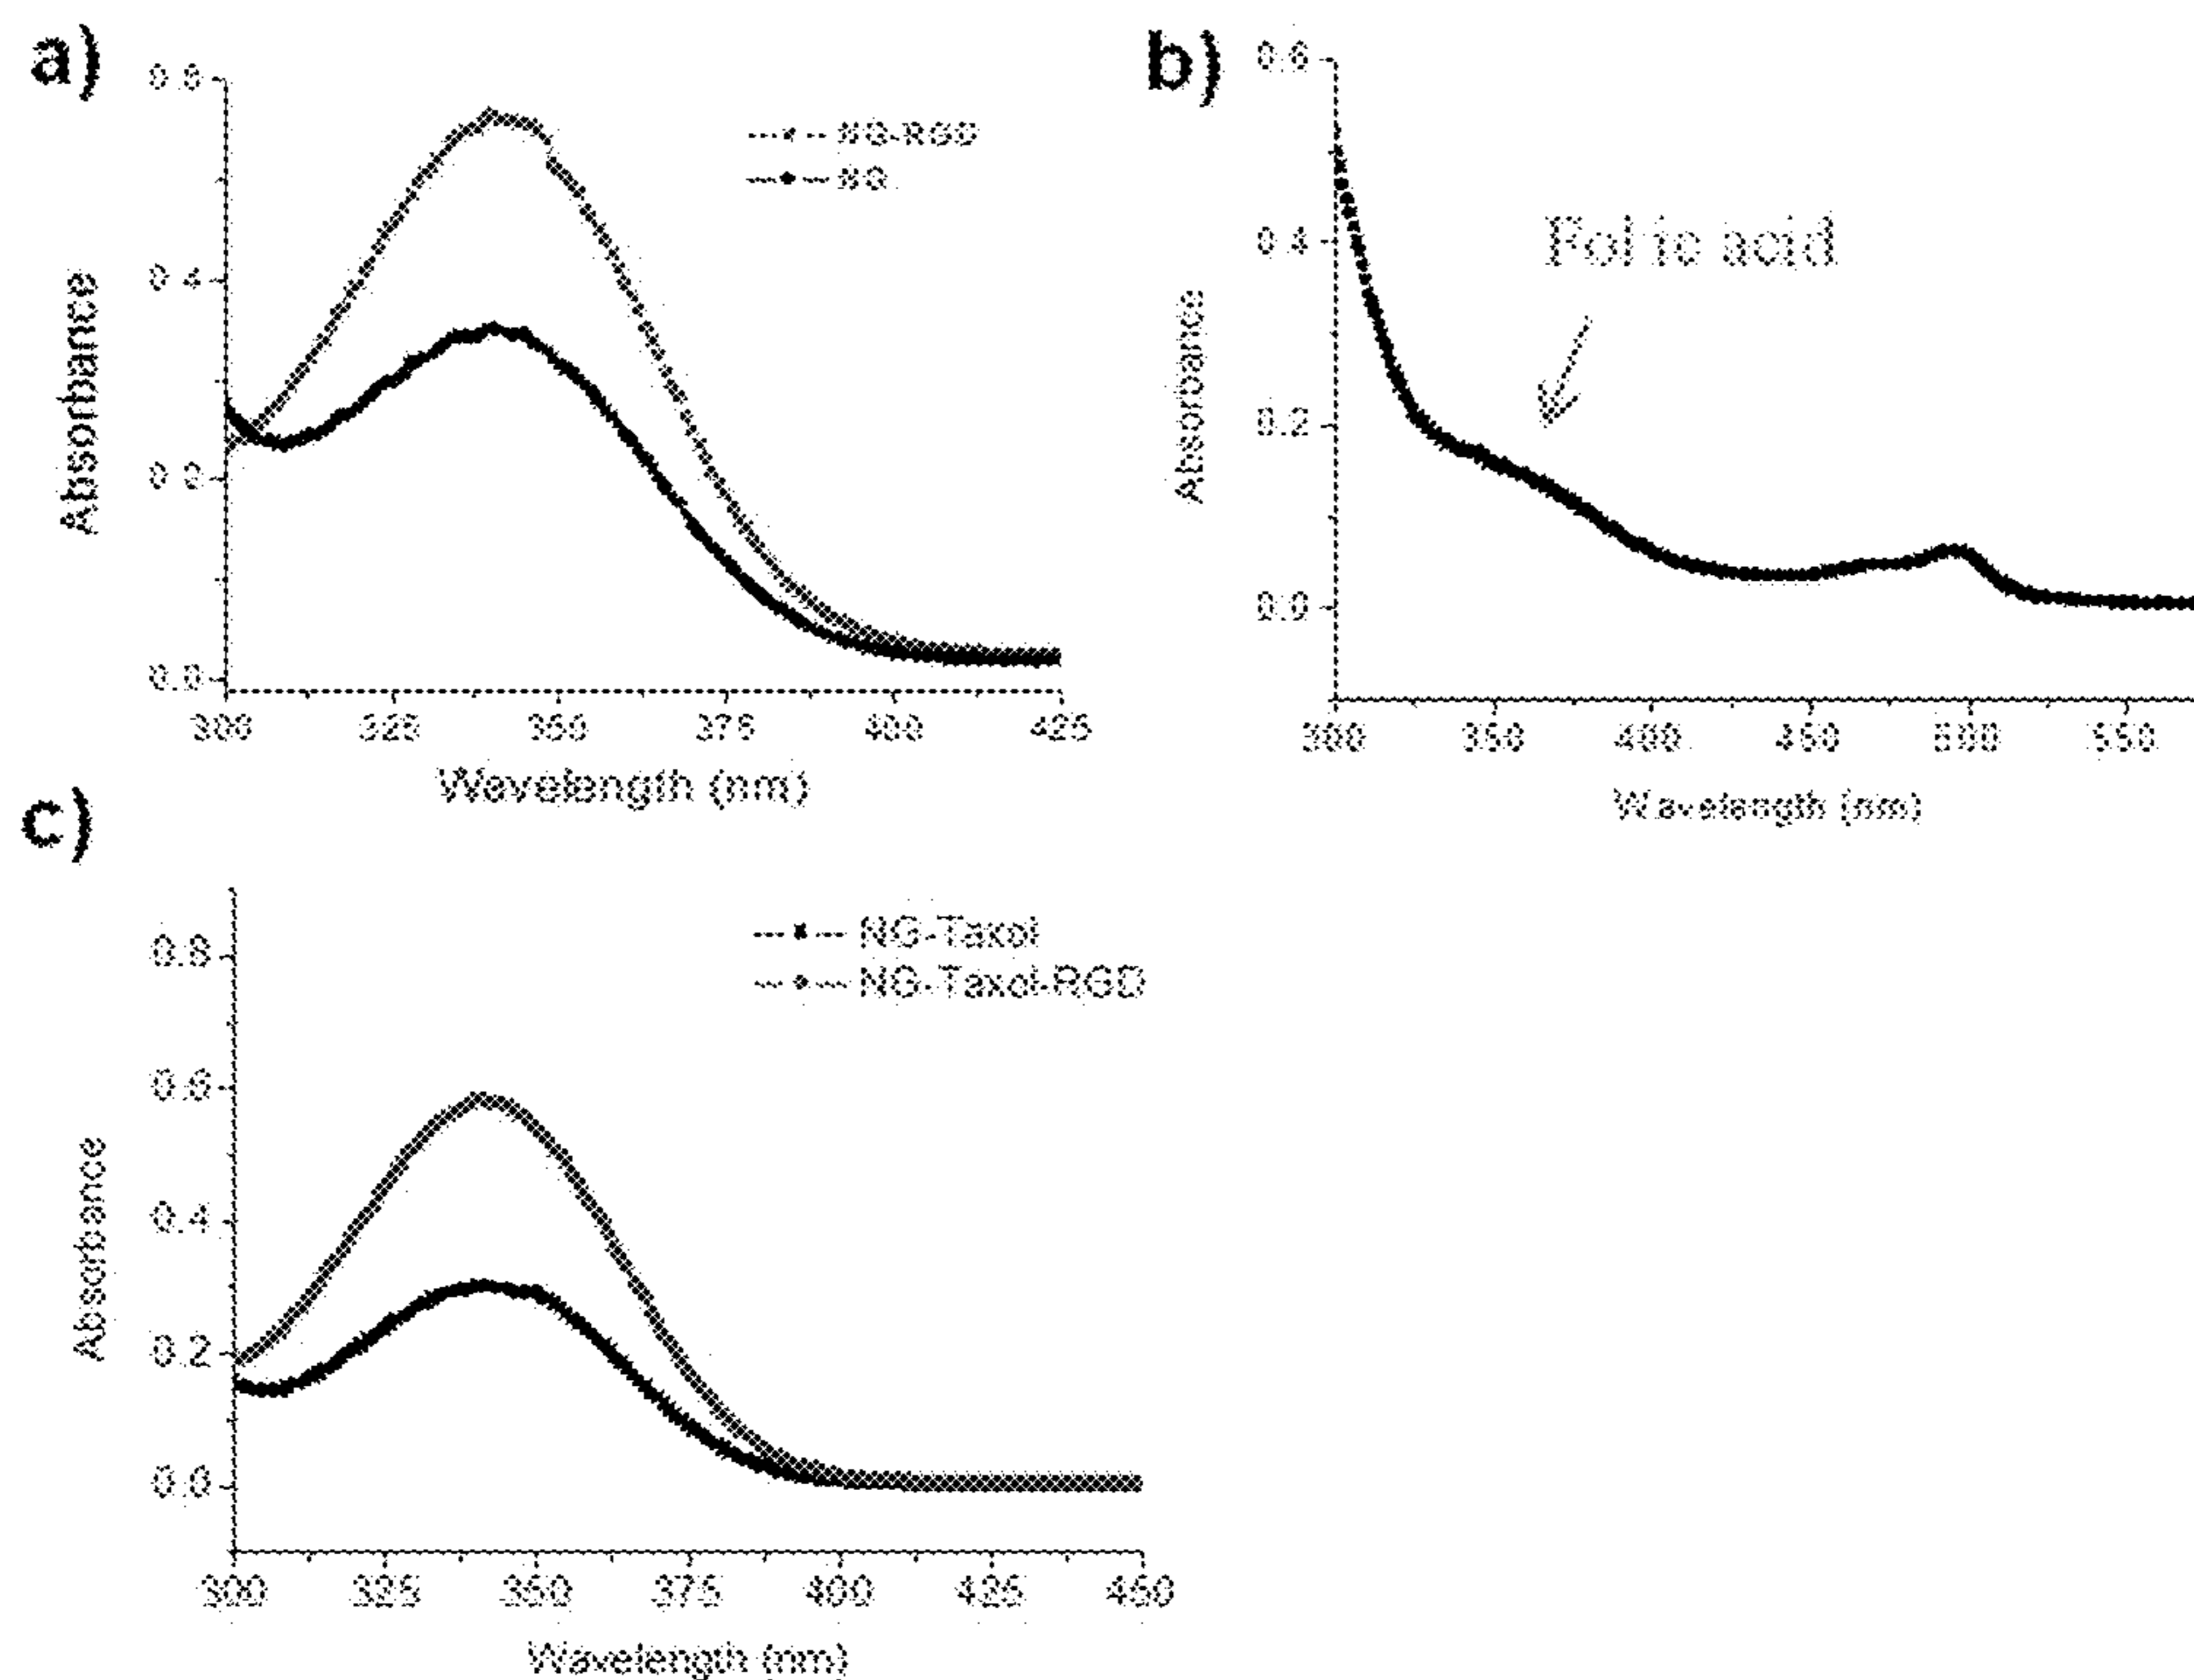 a)
0.4
0.2
0.0
Absorbance
NG-RGD
NG
300 325 350 375 400 425
Wavelength (nm)
b)
0.6
0.4
0.2
0.0
Absorbance
Folic acid
300 350 400 450 500 550
Wavelength (nm)
c)
0.8
0.6
0.4
0.2
0.0
Absorbance
NG-Taxol
NG-Taxol-RGD
300 325 350 375 400 425 450
Wavelength (nm)